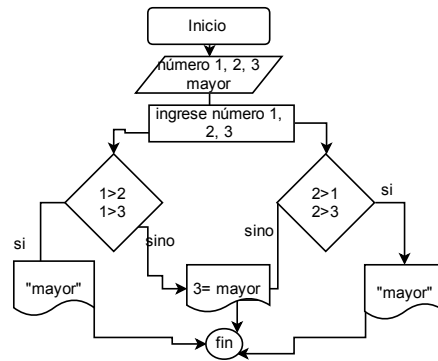 Inicio
número 1, 2, 3
mayor
ingrese número 1,
2, 3
1>2
1>3
2>1
2>3
si
si
sino
sino
"mayor"
3= mayor
"mayor"
fin